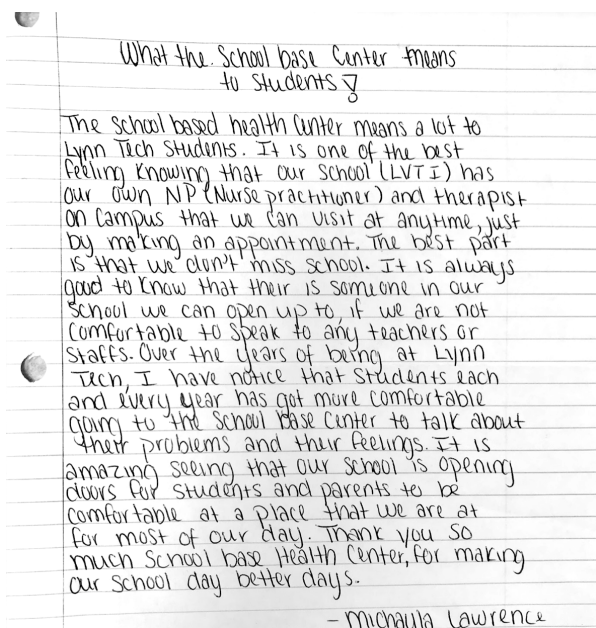 What the School base Center means
to Students!
The School based health Center means a lot to
Lynn Tech Students. It is one of the best
feeling knowing that our School (LVTI) has
our own NP (Nurse practitioner) and therapist
on Campus that we can visit at anytime, just
by making an appointment. The best part
is that we don't miss school. It is always
good to know that their is someone in our
School we can open up to, if we are not
comfortable to speak to any teachers or
staffs. Over the years of being at Lynn
Tech, I have notice that students each
and every year has got more comfortable
going to the School Base Center to talk about
their problems and their feelings. It is
amazing seeing that our school is opening
doors for students and parents to be
comfortable at a place that we are at
for most of our day. Thank you so
much School base Health Center, for making
our school day better days.
- Michaula Lawrence